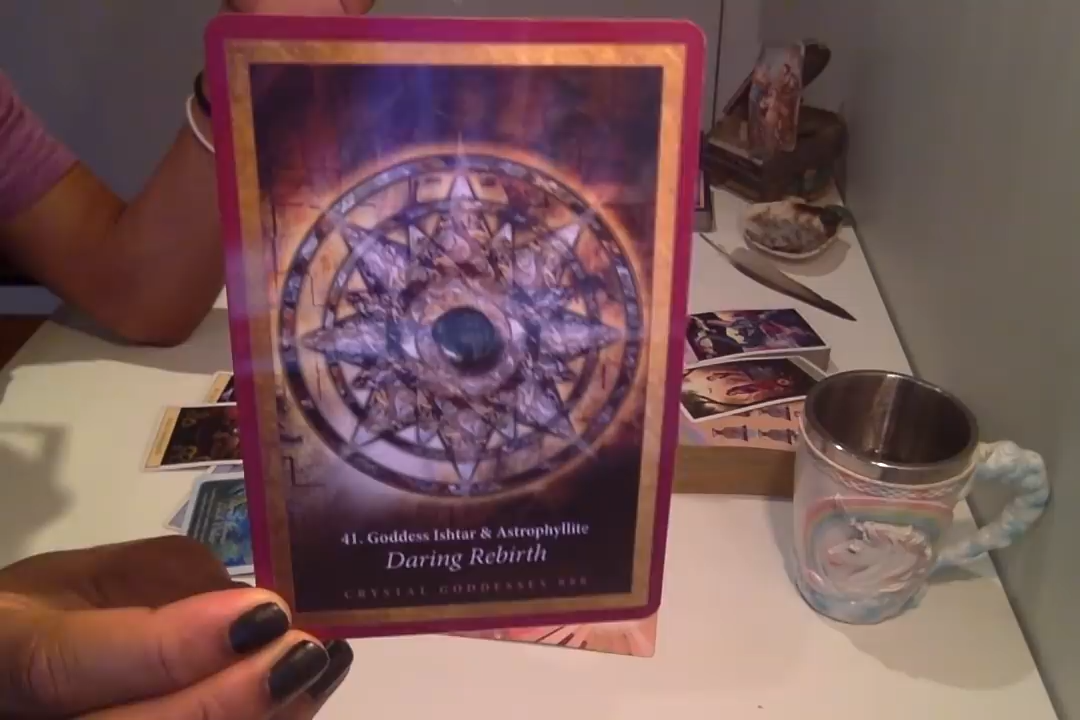 41. Goddess Ishtar & Astrophyllite
Daring Rebirth
CRYSTAL GODDESSES 888